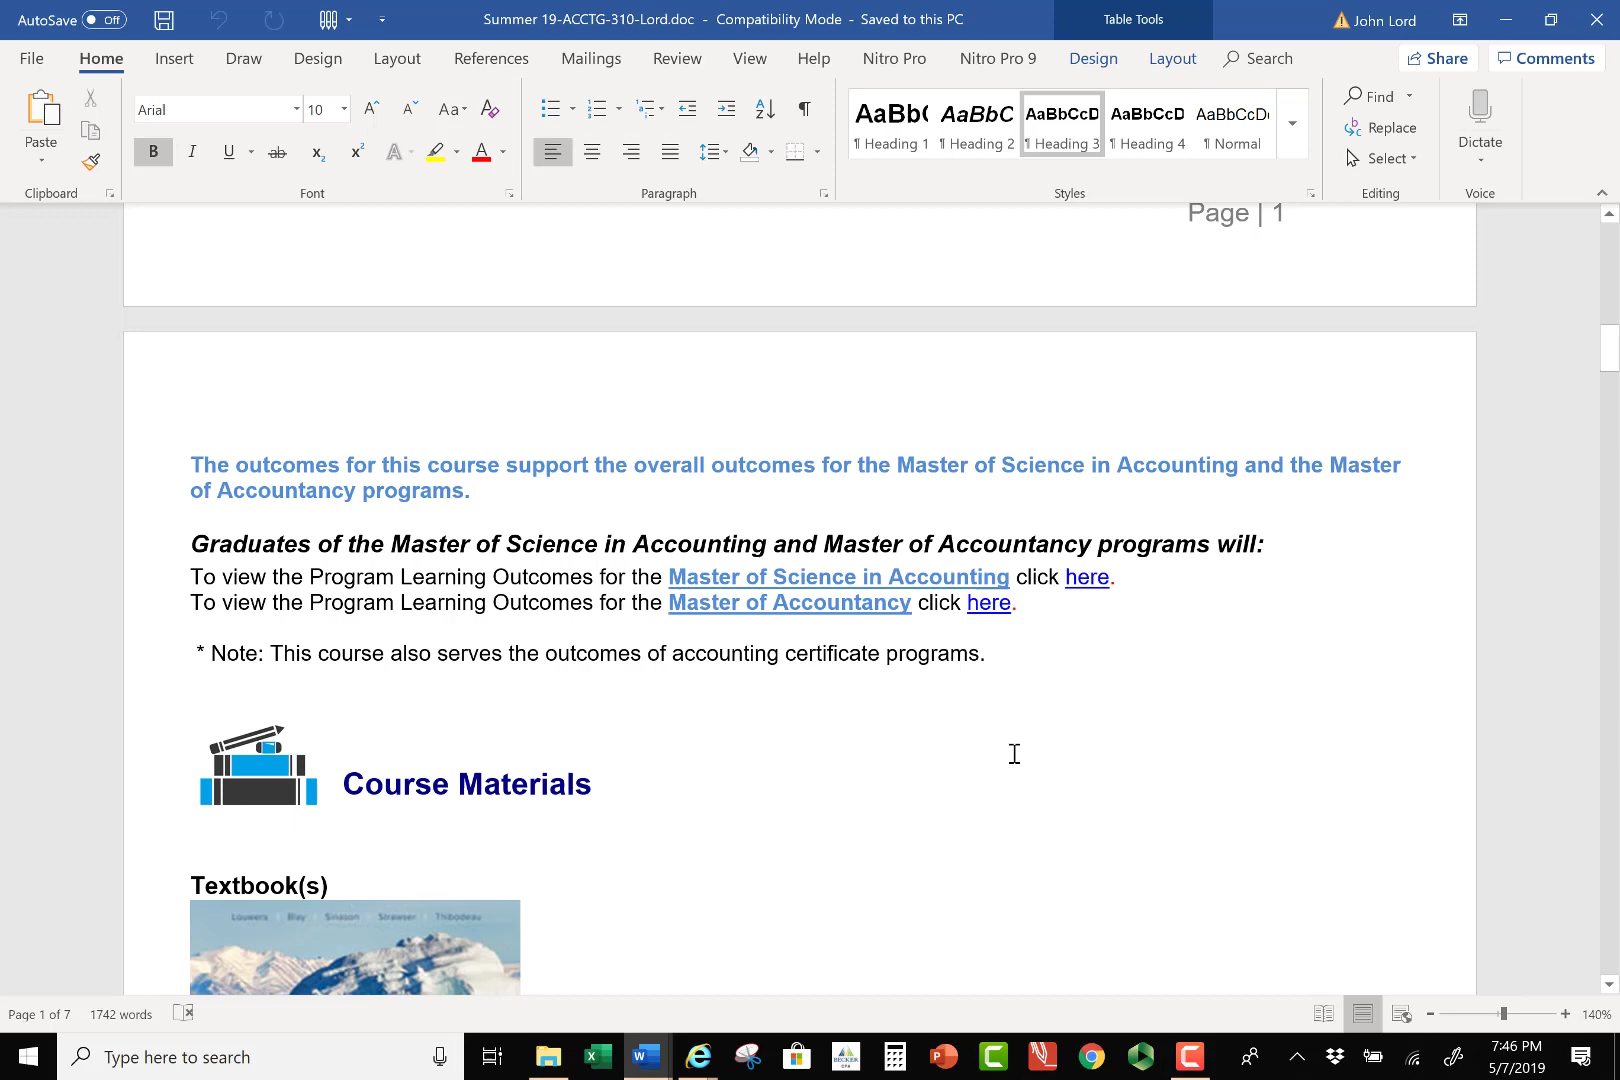 AutoSave Off
Summer 19-ACCTG-310-Lord.doc - Compatibility Mode - Saved to this PC
Table Tools
John Lord
File Home Insert Draw Design Layout References Mailings Review View Help Nitro Pro Nitro Pro 9 Design Layout Search Share Comments
Paste
Clipboard
Arial 10
Font
Paragraph
AaBb( AaBbC AaBbCcD AaBbCcD AaBbCcD
¶ Heading 1 ¶ Heading 2 ¶ Heading 3 ¶ Heading 4 ¶ Normal
Styles
Find
Replace
Select
Editing
Dictate
Voice
Page | 1
The outcomes for this course support the overall outcomes for the Master of Science in Accounting and the Master
of Accountancy programs.
Graduates of the Master of Science in Accounting and Master of Accountancy programs will:
To view the Program Learning Outcomes for the Master of Science in Accounting click here.
To view the Program Learning Outcomes for the Master of Accountancy click here.
* Note: This course also serves the outcomes of accounting certificate programs.
Course Materials
Textbook(s)
Louwers Blay Sinason Strawser Thibodeau
Page 1 of 7 1742 words
140%
Type here to search
BECKER
7:46 PM
5/7/2019